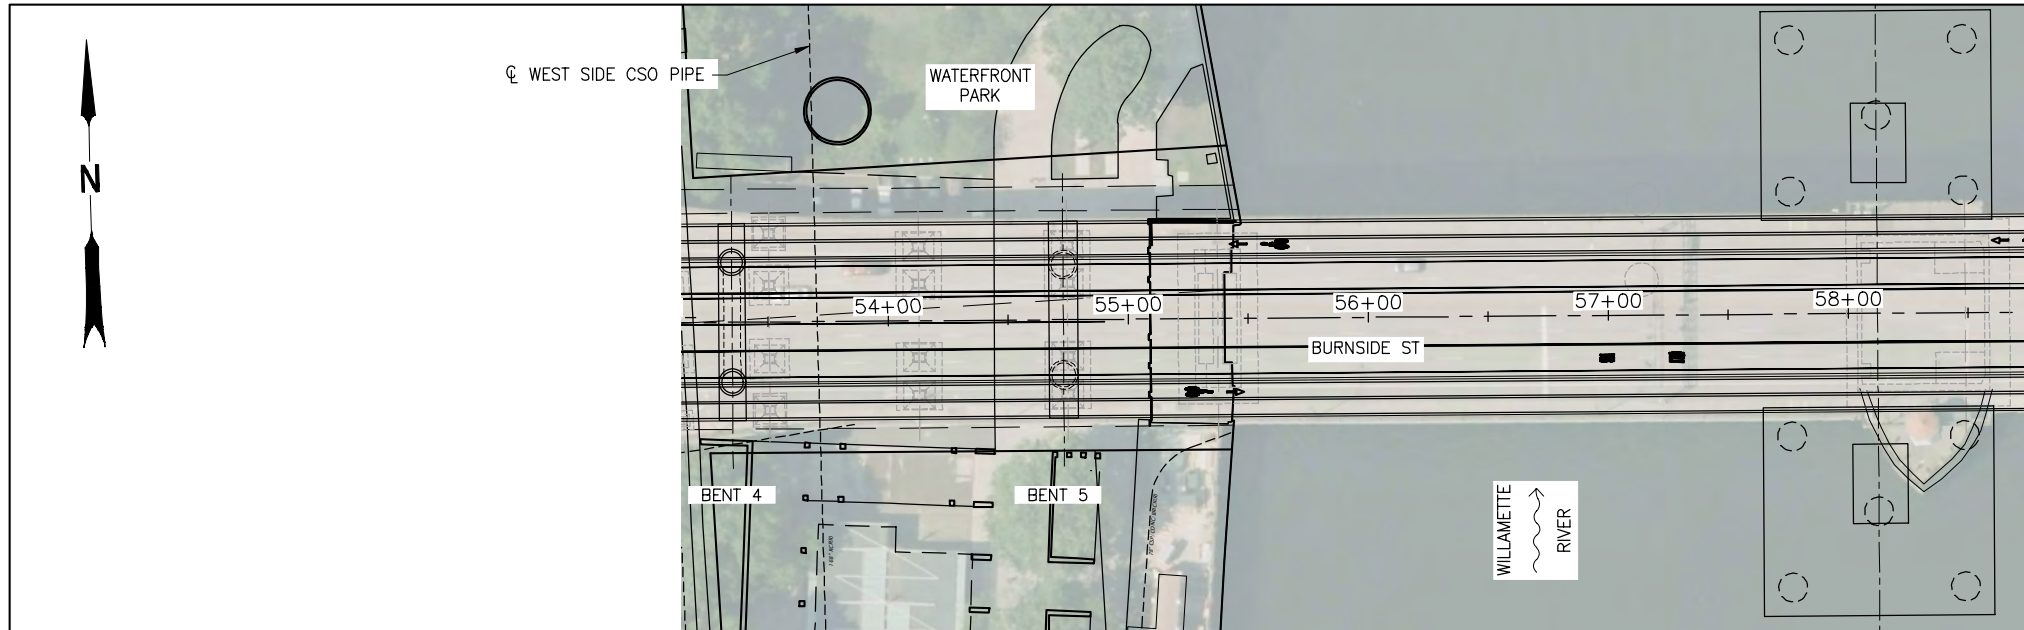 ℄ WEST SIDE CSO PIPE
WATERFRONT
PARK
N
54+00
55+00
56+00
57+00
58+00
BURNSIDE ST
BENT 4
BENT 5
WILLAMETTE
RIVER